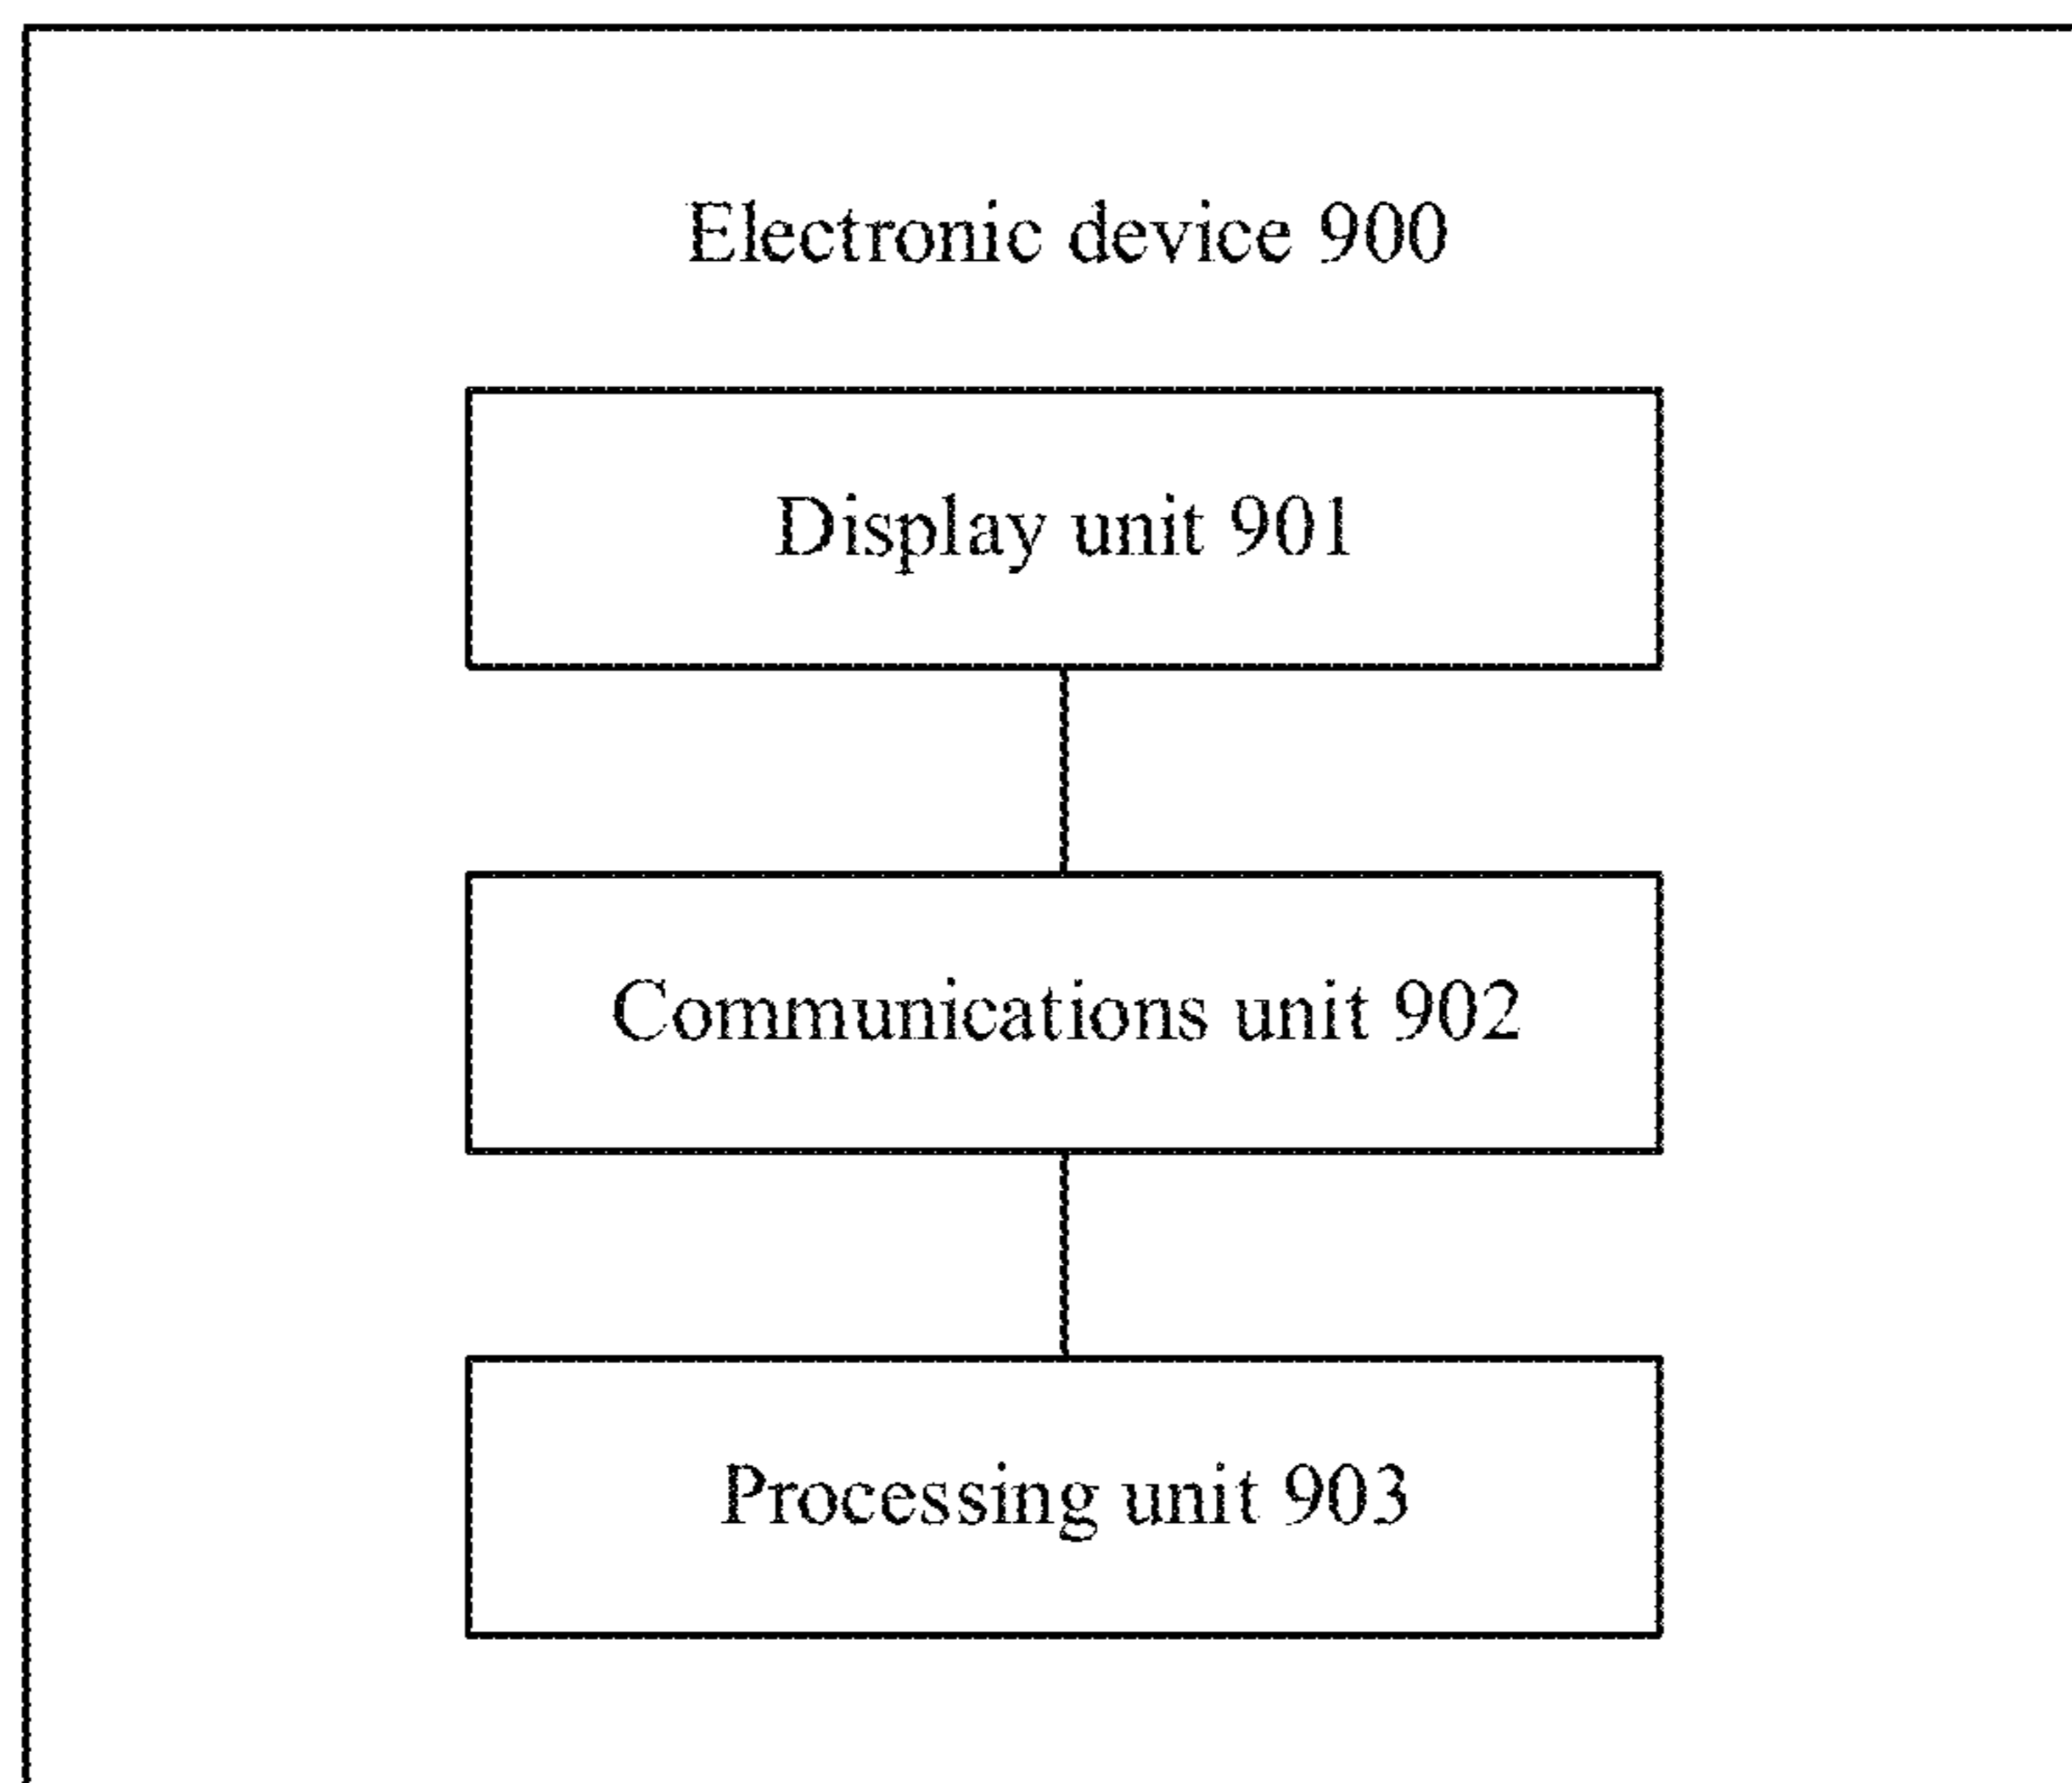 Electronic device 900
Display unit 901
Communications unit 902
Processing unit 903